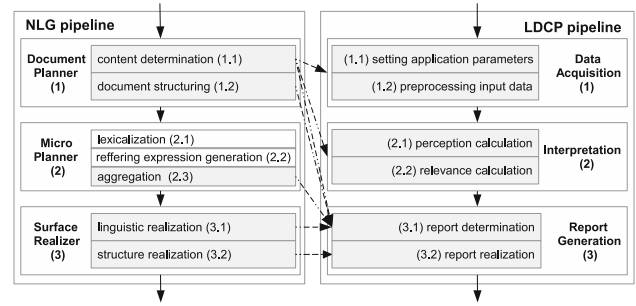 NLG pipeline
Document
Planner
(1)
content determination (1.1)
document structuring (1.2)
Micro
Planner
(2)
lexicalization (2.1)
reffering expression generation (2.2)
aggregation (2.3)
Surface
Realizer
(3)
linguistic realization (3.1)
structure realization (3.2)
LDCP pipeline
(1.1) setting application parameters
(1.2) preprocessing input data
Data
Acquisition
(1)
(2.1) perception calculation
(2.2) relevance calculation
Interpretation
(2)
(3.1) report determination
(3.2) report realization
Report
Generation
(3)